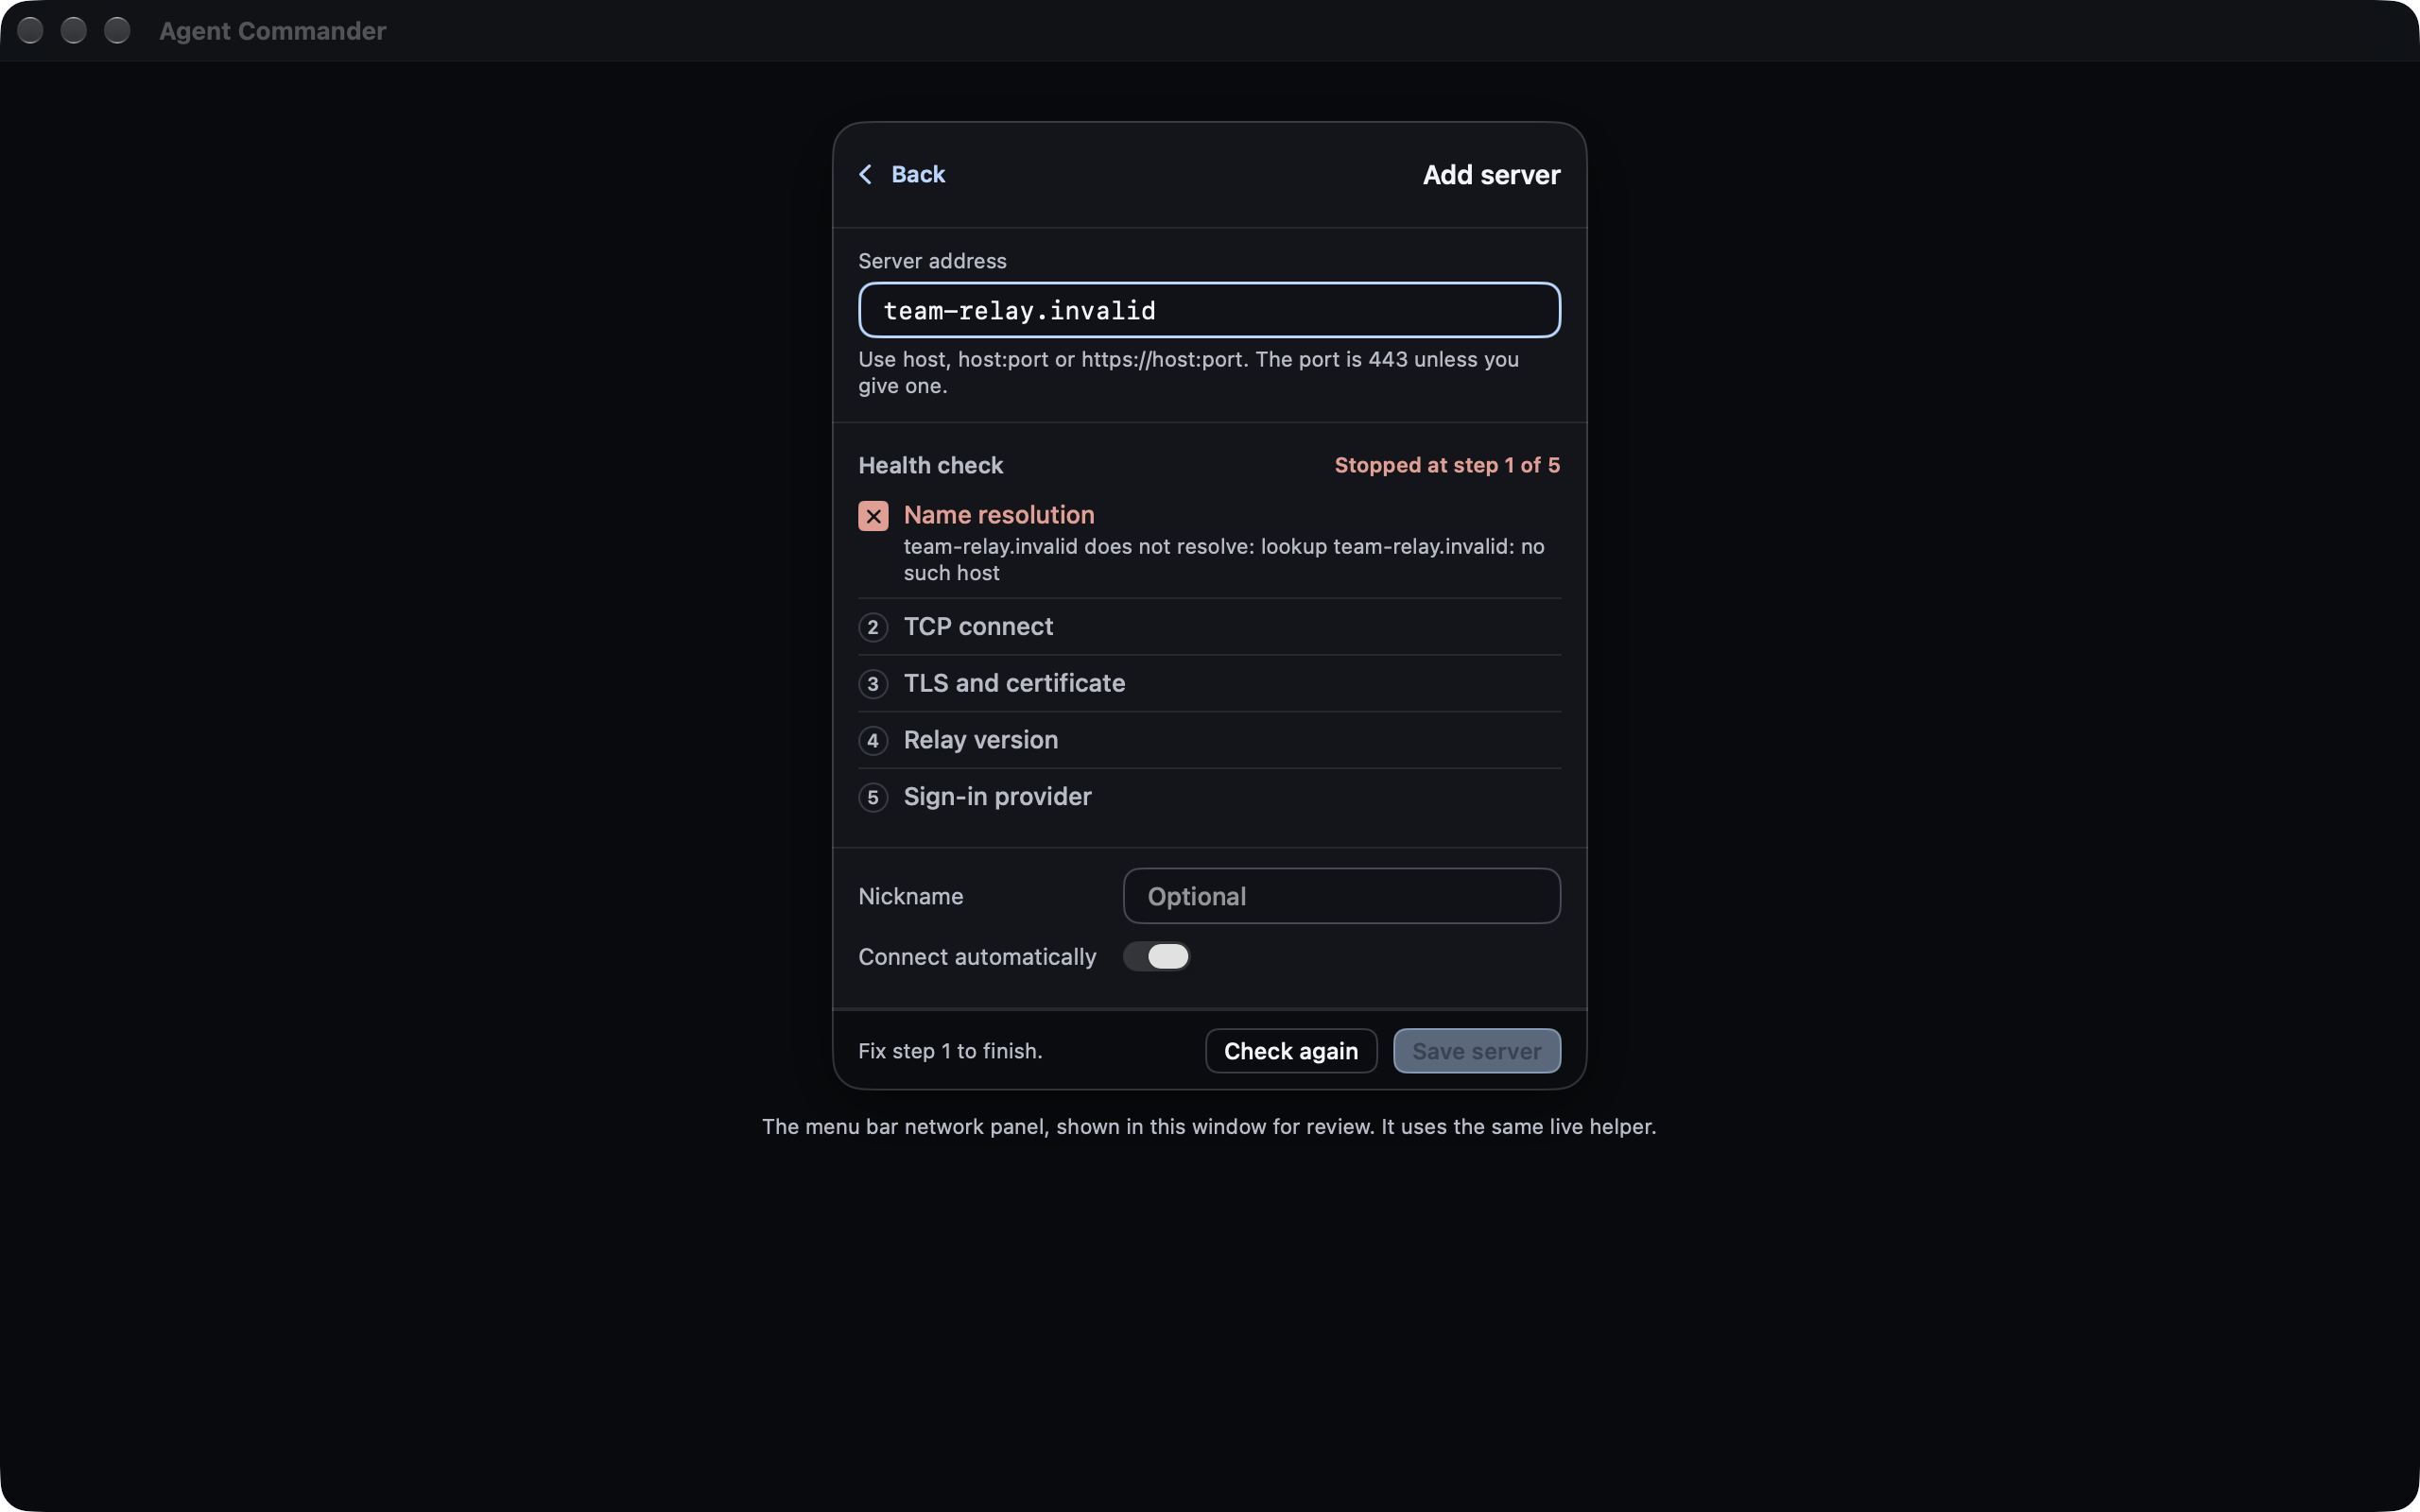 Agent Commander
Back
Add server
Server address
team-relay.invalid
Use host, host:port or https://host:port. The port is 443 unless you
give one.
Health check
Stopped at step 1 of 5
Name resolution
team-relay.invalid does not resolve: lookup team-relay.invalid: no
such host
2 TCP connect
3 TLS and certificate
4 Relay version
5 Sign-in provider
Nickname
Optional
Connect automatically
Fix step 1 to finish.
Check again
Save server
The menu bar network panel, shown in this window for review. It uses the same live helper.